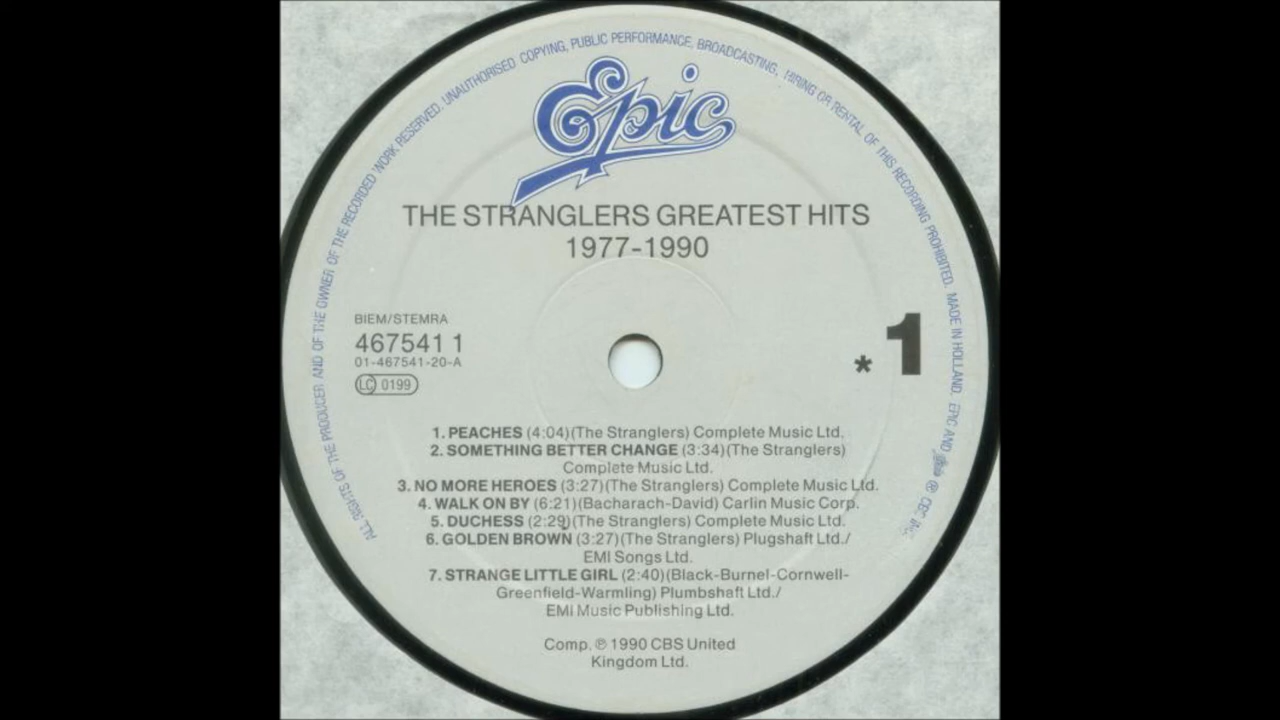 ALL RIGHTS OF THE PRODUCER AND OF THE OWNER OF THE RECORDED WORK RESERVED. UNAUTHORISED COPYING, PUBLIC PERFORMANCE, BROADCASTING, HIRING OR RENTAL OF THIS RECORDING PROHIBITED. MADE IN HOLLAND. EPIC AND ℗ CBS INC.
Epic
THE STRANGLERS GREATEST HITS
1977-1990
BIEM/STEMRA
467541 1
01-467541-20-A
LC 0199
* 1
1. PEACHES (4:04)(The Stranglers) Complete Music Ltd.
2. SOMETHING BETTER CHANGE (3:34)(The Stranglers)
Complete Music Ltd.
3. NO MORE HEROES (3:27)(The Stranglers) Complete Music Ltd.
4. WALK ON BY (6:21)(Bacharach-David) Carlin Music Corp.
5. DUCHESS (2:29)(The Stranglers) Complete Music Ltd.
6. GOLDEN BROWN (3:27)(The Stranglers) Plugshaft Ltd./
EMI Songs Ltd.
7. STRANGE LITTLE GIRL (2:40)(Black-Burnel-Cornwell-
Greenfield-Warmling) Plumbshaft Ltd./
EMI Music Publishing Ltd.
Comp. ℗ 1990 CBS United
Kingdom Ltd.